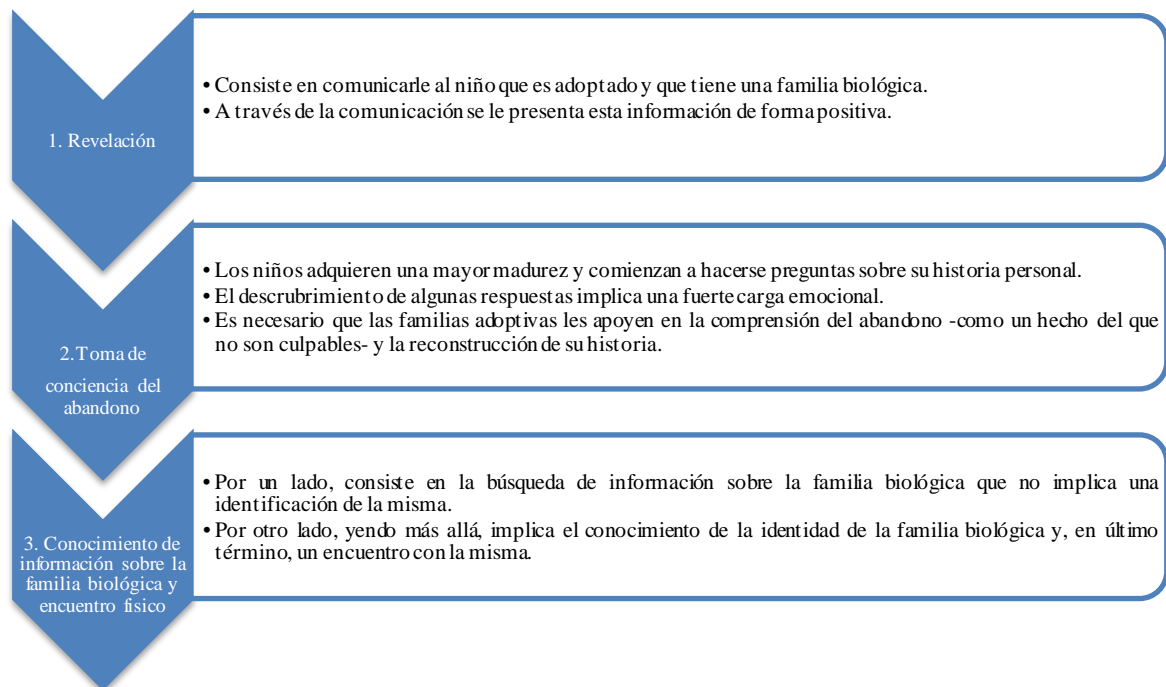 1. Revelación
• Consiste en comunicarle al niño que es adoptado y que tiene una familia biológica.
• A través de la comunicación se le presenta esta información de forma positiva.
2.Toma de
conciencia del
abandono
• Los niños adquieren una mayor madurez y comienzan a hacerse preguntas sobre su historia personal.
• El descrubrimiento de algunas respuestas implica una fuerte carga emocional.
• Es necesario que las familias adoptivas les apoyen en la comprensión del abandono -como un hecho del que
no son culpables- y la reconstrucción de su historia.
3. Conocimiento de
información sobre la
familia biológica y
encuentro físico
• Por un lado, consiste en la búsqueda de información sobre la familia biológica que no implica una
identificación de la misma.
• Por otro lado, yendo más allá, implica el conocimiento de la identidad de la familia biológica y, en último
término, un encuentro con la misma.